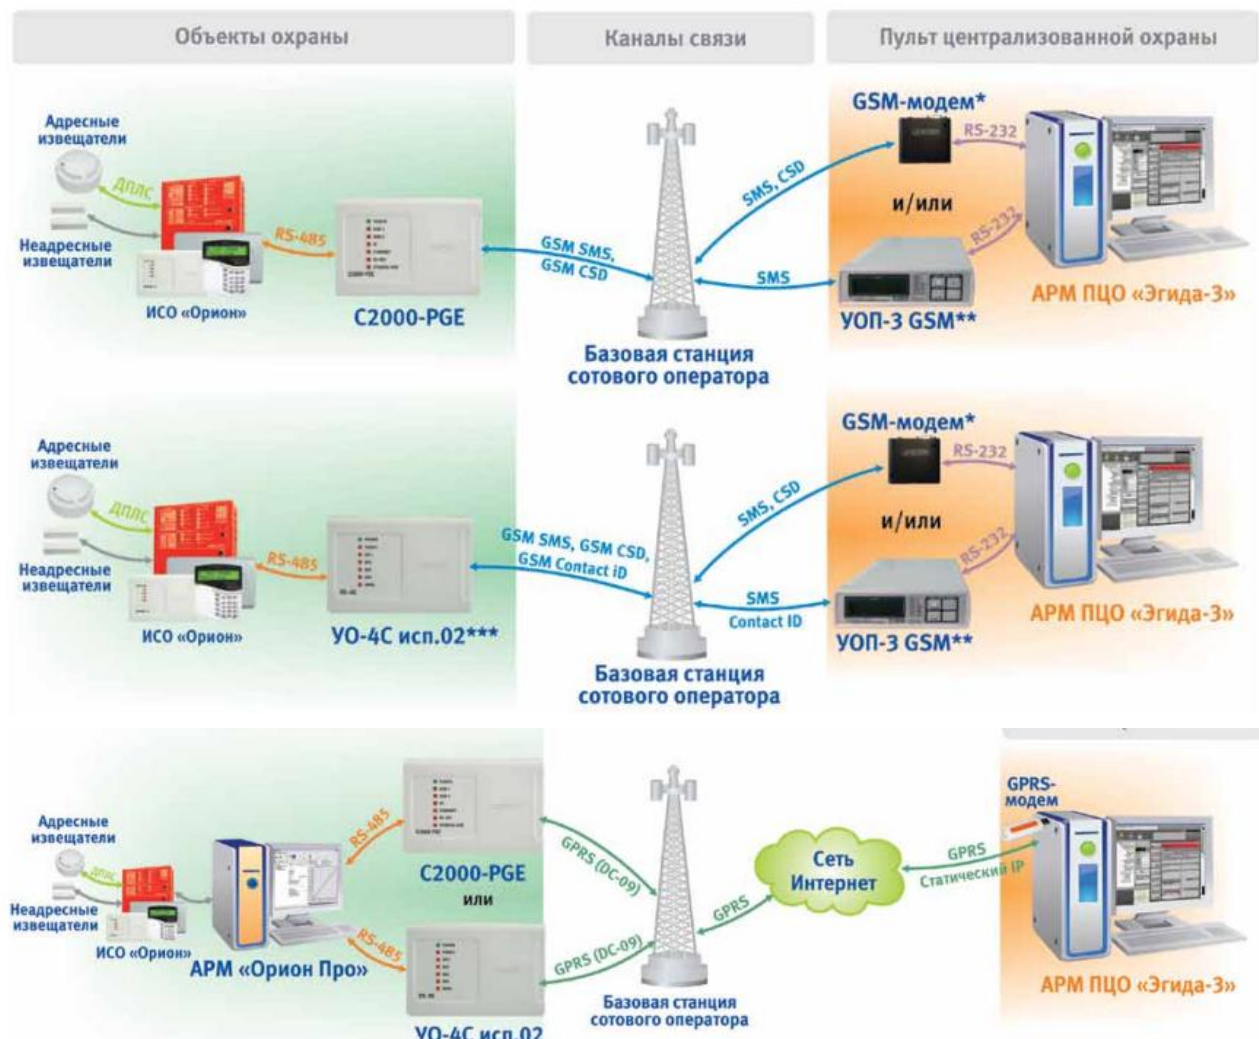 Объекты охраны
Каналы связи
Пульт централизованной охраны
Адресные
извещатели
ДПЛС
Неадресные
извещатели
ИСО «Орион»
RS-485
С2000-PGE
GSM SMS,
GSM CSD
Базовая станция
сотового оператора
SMS, CSD
SMS
GSM-модем*
RS-232
и/или
RS-232
УОП-3 GSM**
АРМ ПЦО «Эгида-3»
Адресные
извещатели
ДПЛС
Неадресные
извещатели
ИСО «Орион»
RS-485
УО-4С исп.02***
GSM SMS, GSM CSD,
GSM Contact iD
Базовая станция
сотового оператора
SMS, CSD
SMS
Contact ID
GSM-модем*
RS-232
и/или
RS-232
УОП-3 GSM**
АРМ ПЦО «Эгида-3»
Адресные
извещатели
ДПЛС
Неадресные
извещатели
ИСО «Орион»
АРМ «Орион Про»
RS-485
С2000-PGE
или
RS-485
УО-4С исп.02
GPRS (DC-09)
GPRS (DC-09)
Базовая станция
сотового оператора
GPRS
Сеть
Интернет
GPRS
Статический IP
GPRS-
модем
АРМ ПЦО «Эгида-3»